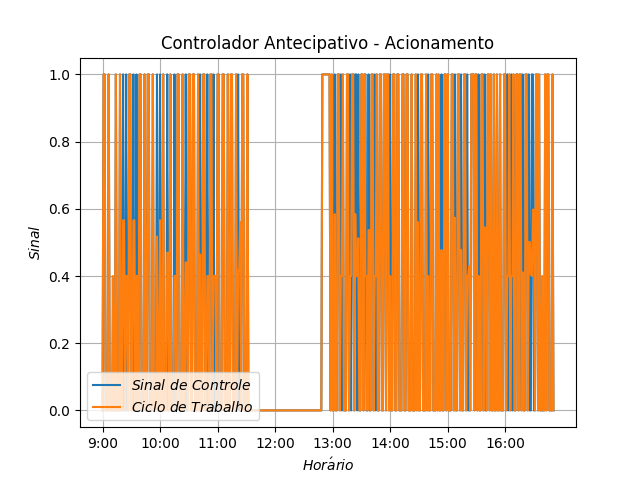 Controlador Antecipativo - Acionamento
1.0
0.8
0.6
0.4
0.2
0.0
Sinal
Sinal de Controle
Ciclo de Trabalho
9:00 10:00 11:00 12:00 13:00 14:00 15:00 16:00
Horário